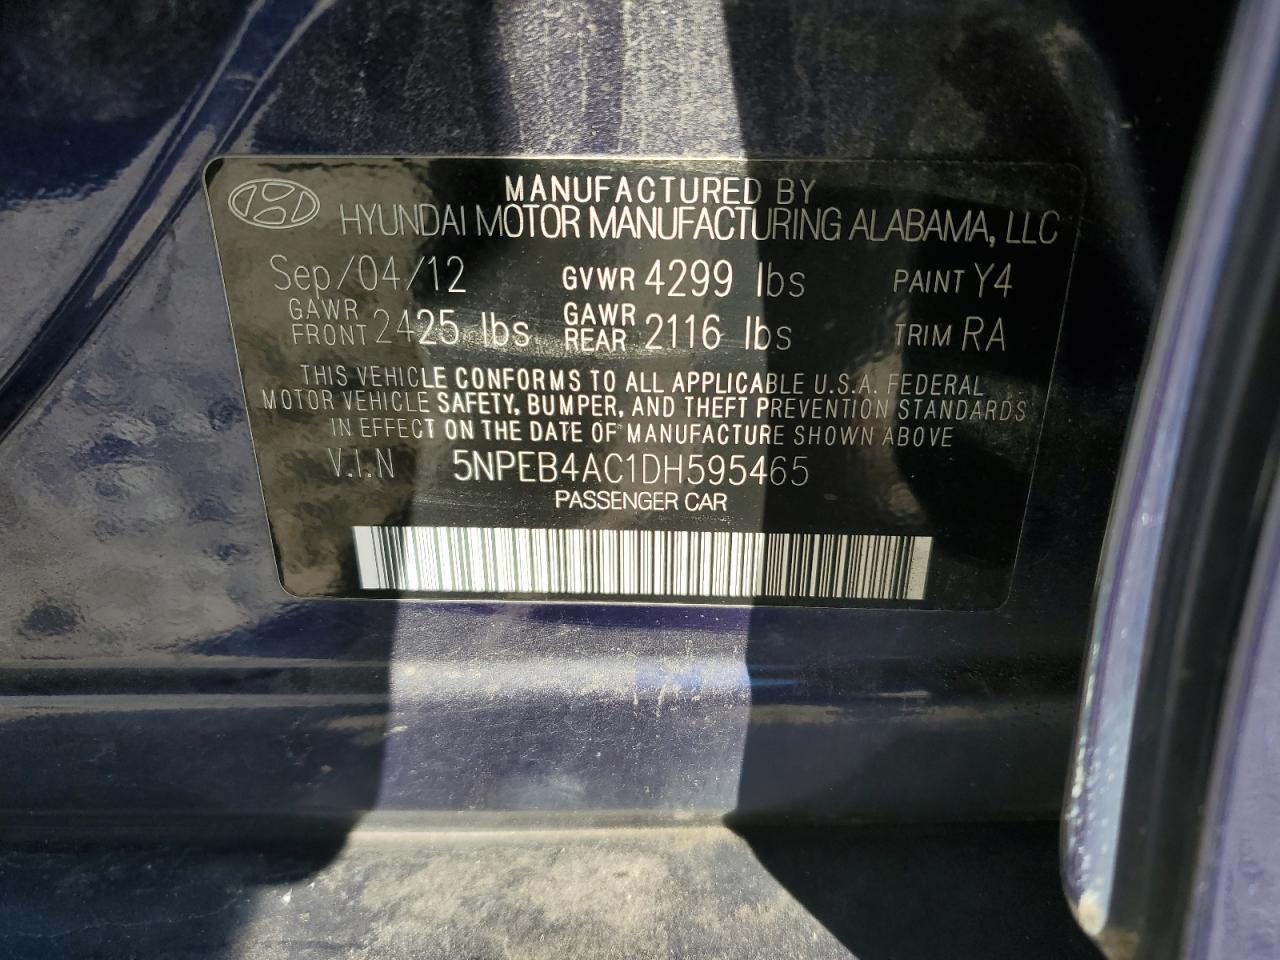 MANUFACTURED BY
HYUNDAI MOTOR MANUFACTURING ALABAMA, LLC
Sep/04/12 GVWR 4299 lbs PAINT Y4
GAWR FRONT 2425 lbs GAWR REAR 2116 lbs TRIM RA
THIS VEHICLE CONFORMS TO ALL APPLICABLE U.S.A. FEDERAL
MOTOR VEHICLE SAFETY, BUMPER, AND THEFT PREVENTION STANDARDS
IN EFFECT ON THE DATE OF MANUFACTURE SHOWN ABOVE
V.I.N 5NPEB4AC1DH595465
PASSENGER CAR